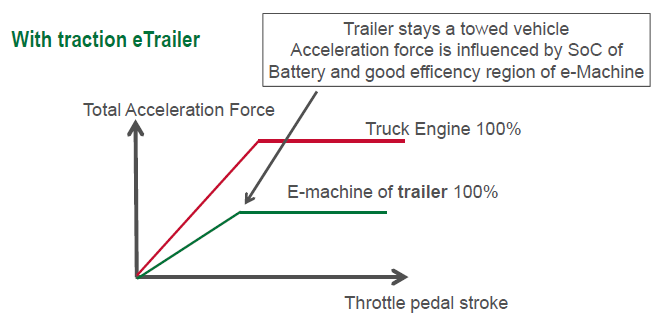 With traction eTrailer
Trailer stays a towed vehicle
Acceleration force is influenced by SoC of
Battery and good efficency region of e-Machine
Total Acceleration Force
Truck Engine 100%
E-machine of trailer 100%
Throttle pedal stroke